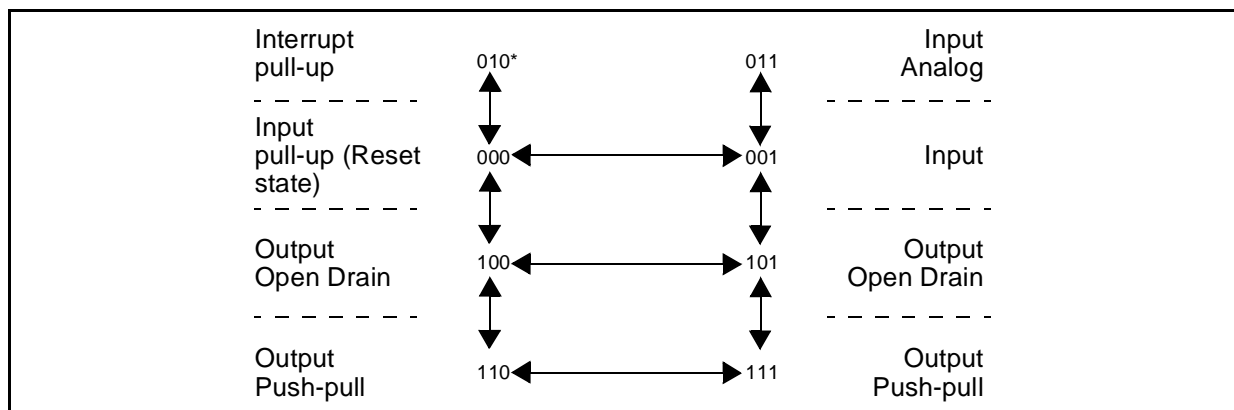 Interrupt
pull-up
010*
011
Input
Analog
Input
pull-up (Reset
state)
000
001
Input
Output
Open Drain
100
101
Output
Open Drain
Output
Push-pull
110
111
Output
Push-pull